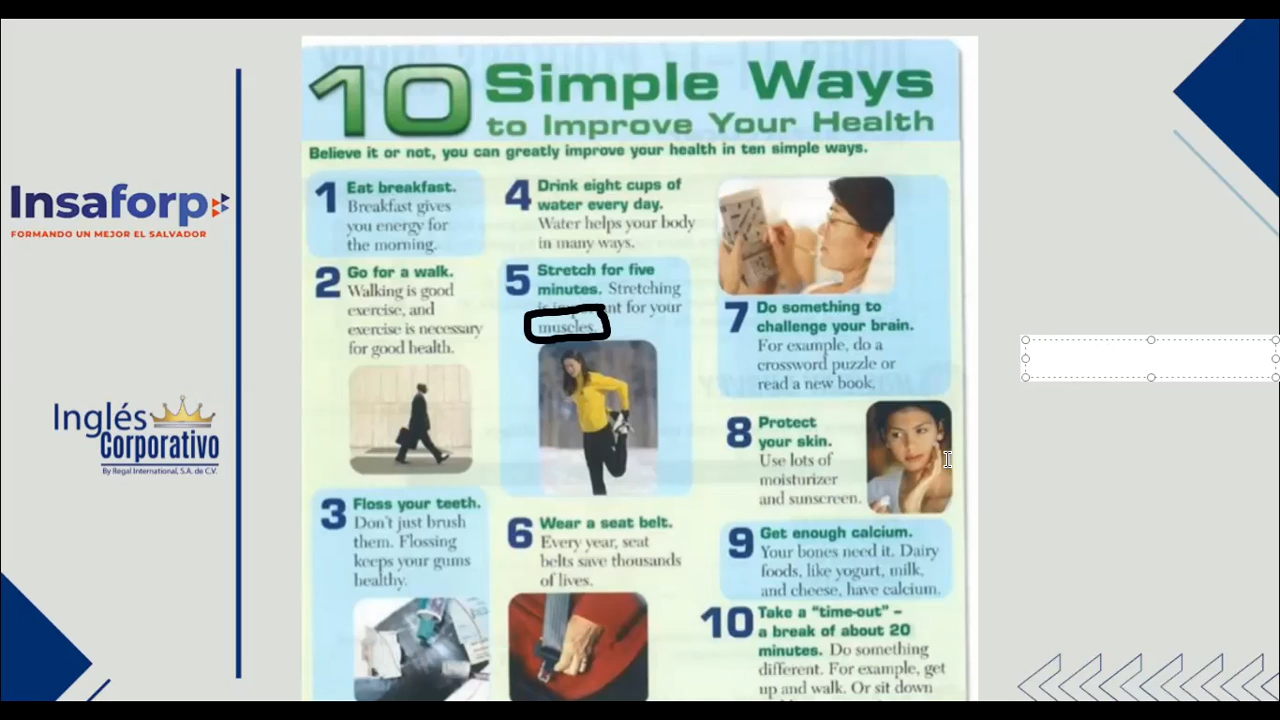 10 Simple Ways
to Improve Your Health
Believe it or not, you can greatly improve your health in ten simple ways.
1 Eat breakfast.
Breakfast gives
you energy for
the morning.
2 Go for a walk.
Walking is good
exercise, and
exercise is necessary
for good health.
3 Floss your teeth.
Don't just brush
them. Flossing
keeps your gums
healthy.
4 Drink eight cups of
water every day.
Water helps your body
in many ways.
5 Stretch for five
minutes. Stretching
is important for your
muscles.
6 Wear a seat belt.
Every year, seat
belts save thousands
of lives.
7 Do something to
challenge your brain.
For example, do a
crossword puzzle or
read a new book.
8 Protect
your skin.
Use lots of
moisturizer
and sunscreen.
9 Get enough calcium.
Your bones need it. Dairy
foods, like yogurt, milk,
and cheese, have calcium.
10 Take a "time-out" –
a break of about 20
minutes. Do something
different. For example, get
up and walk. Or sit down
Insaforp
FORMANDO UN MEJOR EL SALVADOR
Inglés
Corporativo
By Regal International, S.A. de C.V.